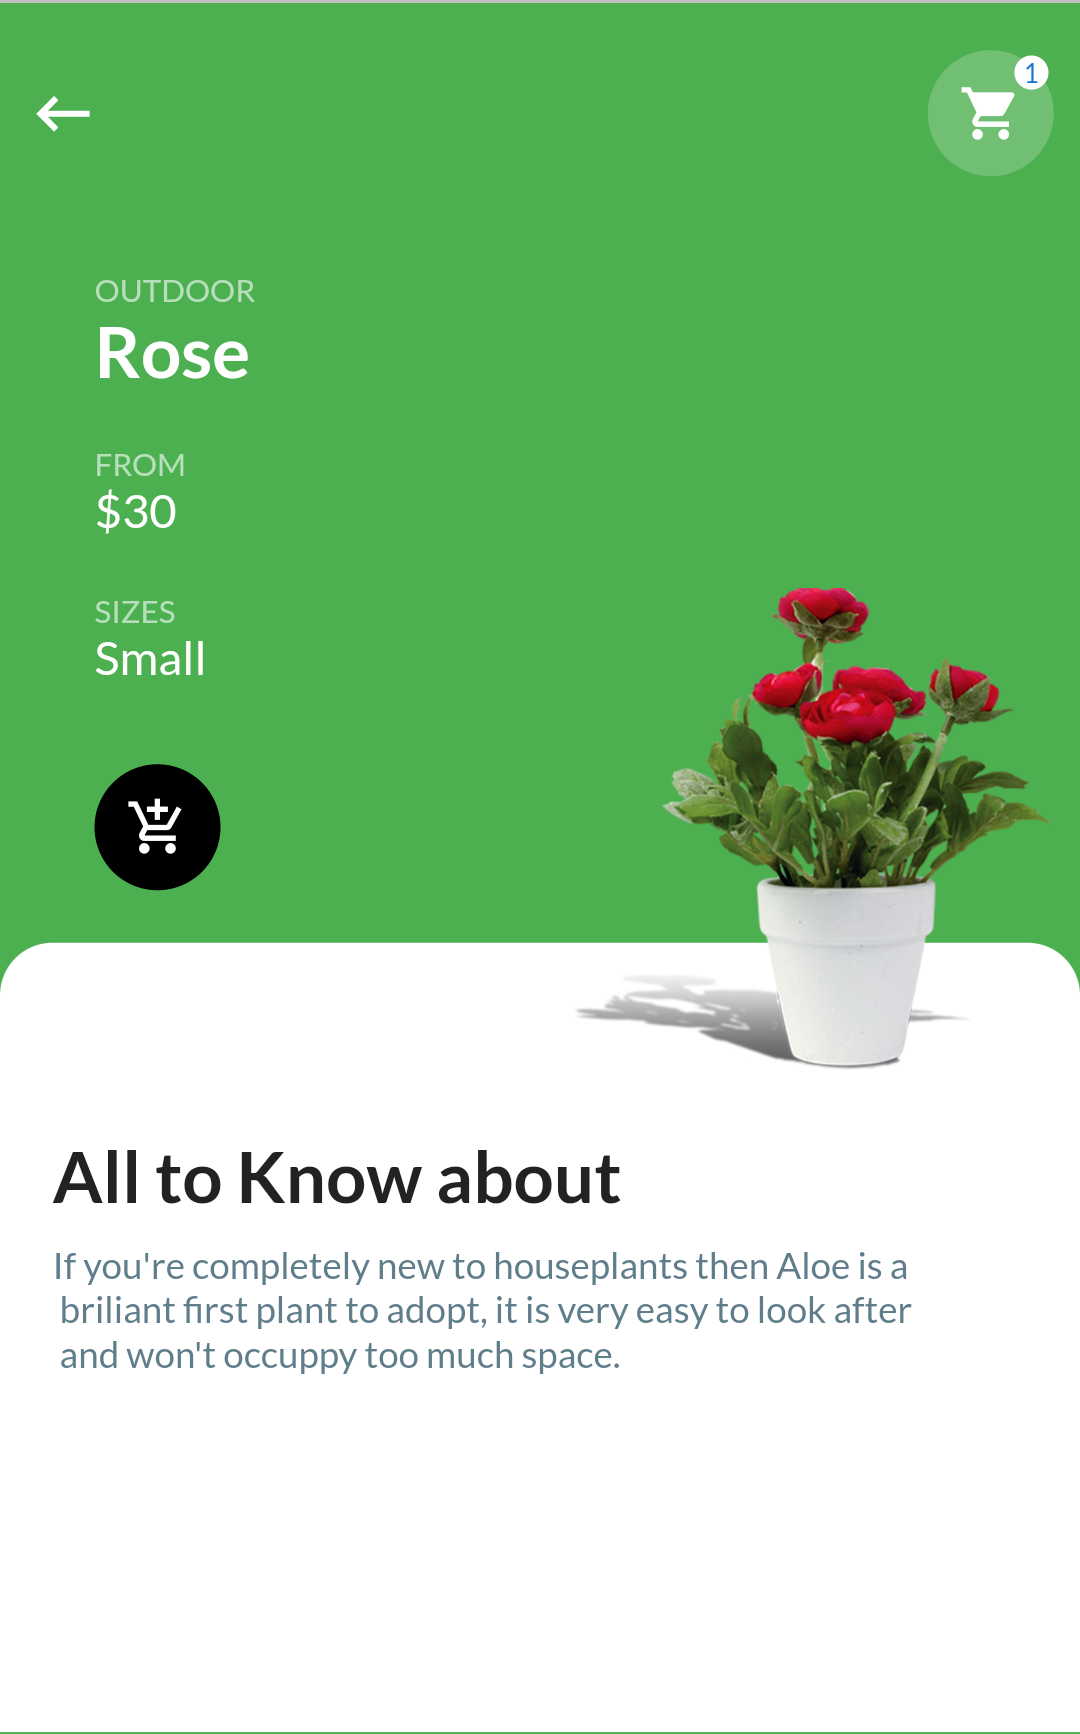 1
OUTDOOR
Rose
FROM
$30
SIZES
Small
All to Know about
If you're completely new to houseplants then Aloe is a
briliant first plant to adopt, it is very easy to look after
and won't occuppy too much space.